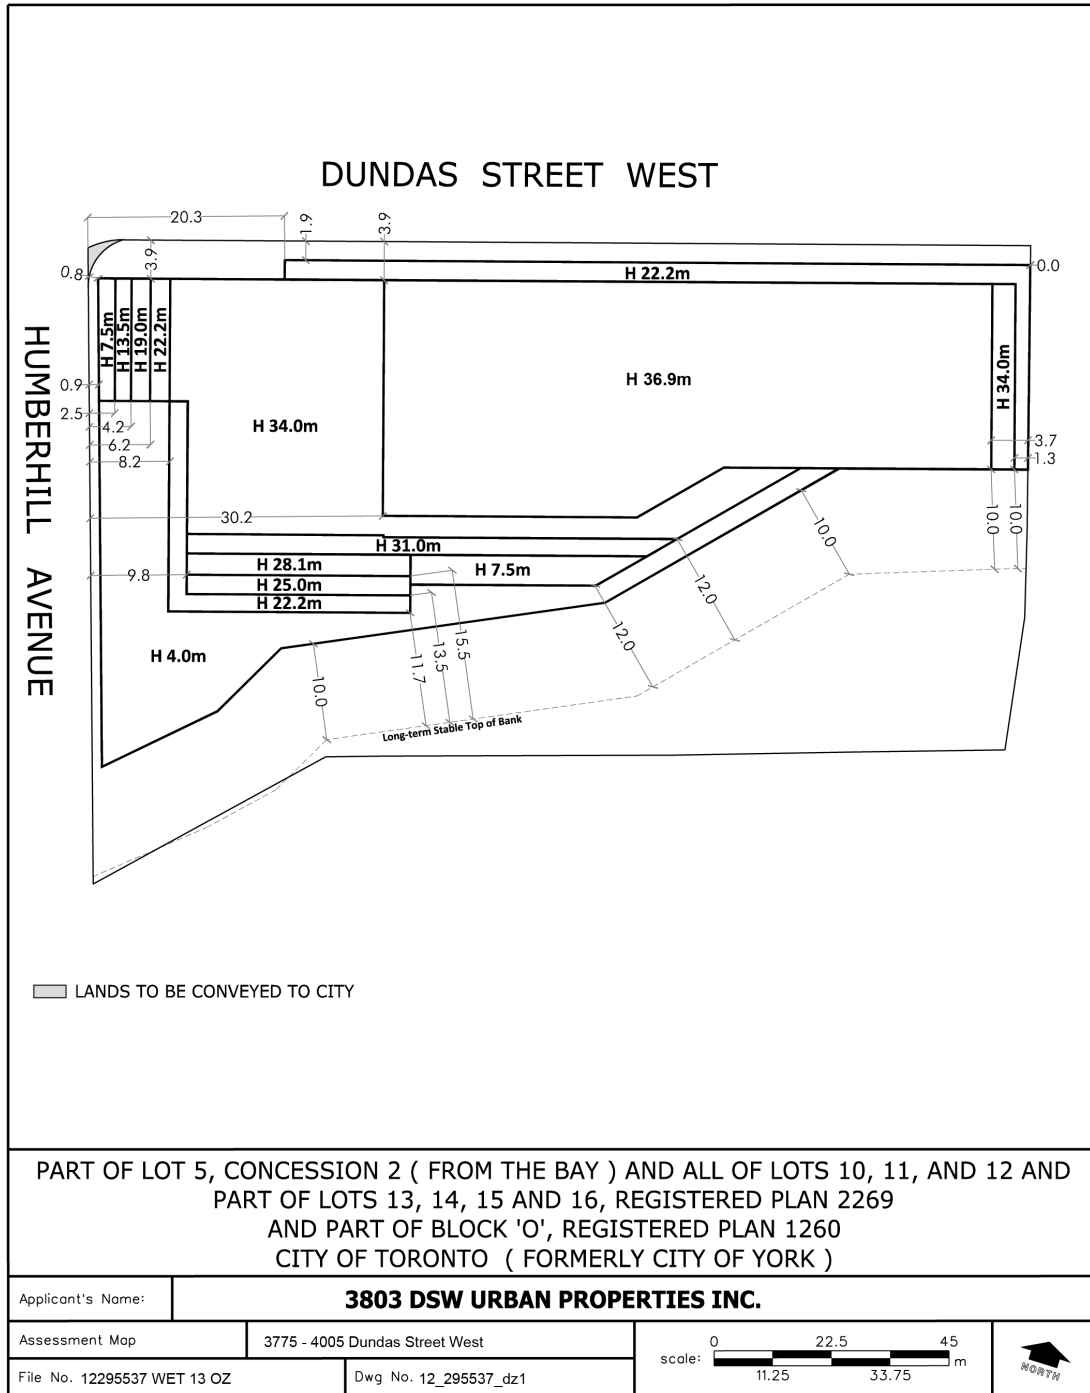 DUNDAS STREET WEST
20.3
1.9
3.9
3.9
0.8
0.0
H 22.2m
H 7.5m
H 13.5m
H 19.0m
H 22.2m
H 34.0m
H 36.9m
H 34.0m
HUMBERHILL AVENUE
0.9
2.5
4.2
6.2
8.2
3.7
1.3
30.2
10.0
10.0
10.0
H 31.0m
H 28.1m
H 7.5m
9.8
H 25.0m
H 22.2m
12.0
12.0
H 4.0m
15.5
13.5
11.7
10.0
Long-term Stable Top of Bank
LANDS TO BE CONVEYED TO CITY
PART OF LOT 5, CONCESSION 2 ( FROM THE BAY ) AND ALL OF LOTS 10, 11, AND 12 AND
PART OF LOTS 13, 14, 15 AND 16, REGISTERED PLAN 2269
AND PART OF BLOCK 'O', REGISTERED PLAN 1260
CITY OF TORONTO ( FORMERLY CITY OF YORK )
Applicant's Name:
3803 DSW URBAN PROPERTIES INC.
Assessment Map
3775 - 4005 Dundas Street West
File No. 12295537 WET 13 OZ
Dwg No. 12_295537_dz1
0 22.5 45
scale: m
11.25 33.75
NORTH